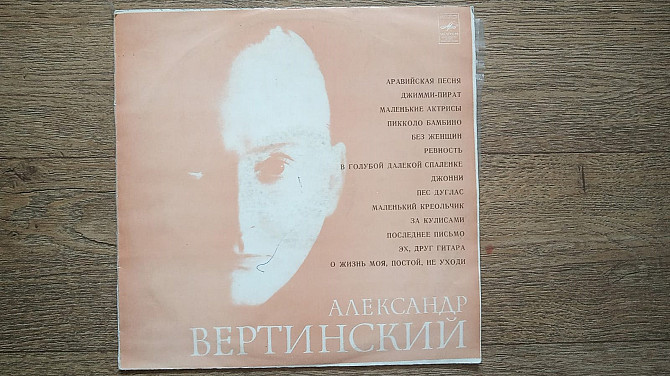 АРАВИЙСКАЯ ПЕСНЯ
ДЖИММИ-ПИРАТ
МАЛЕНЬКИЕ АКТРИСЫ
ПИККОЛО БАМБИНО
БЕЗ ЖЕНЩИН
РЕВНОСТЬ
В ГОЛУБОЙ ДАЛЕКОЙ СПАЛЕНКЕ
ДЖОННИ
ПЕС ДУГЛАС
МАЛЕНЬКИЙ КРЕОЛЬЧИК
ЗА КУЛИСАМИ
ПОСЛЕДНЕЕ ПИСЬМО
ЭХ, ДРУГ ГИТАРА
О ЖИЗНЬ МОЯ, ПОСТОЙ, НЕ УХОДИ
АЛЕКСАНДР
ВЕРТИНСКИЙ